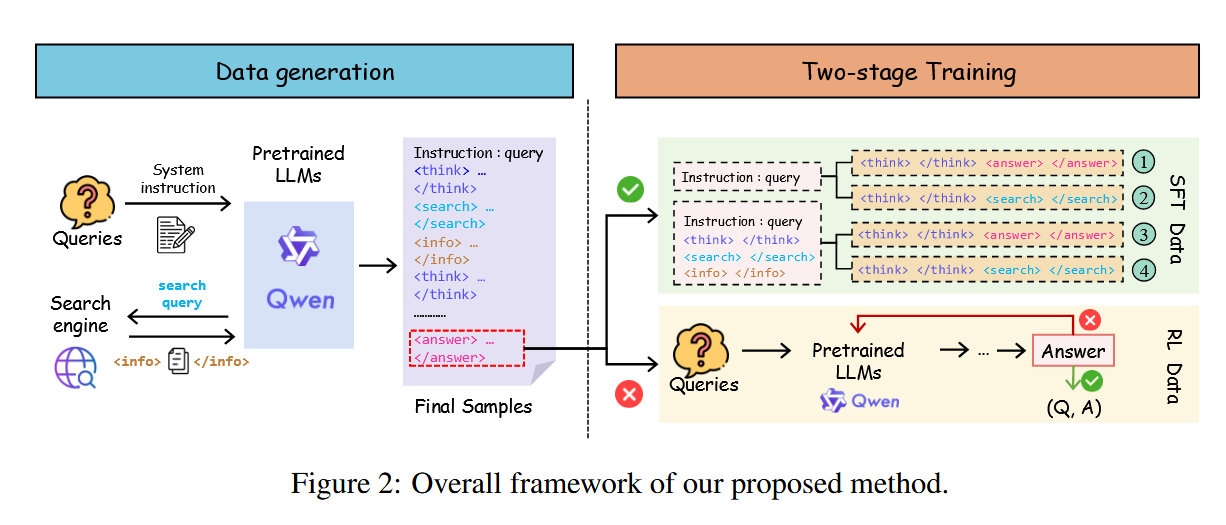 Data generation
Two-stage Training
System
instruction
Queries
Pretrained
LLMs
Qwen
Search
engine
search
query
<info> </info>
Instruction : query
<think> …
</think>
<search> …
</search>
<info> …
</info>
<think> …
</think>
…………
<answer> …
</answer>
Final Samples
Instruction : query
<think> </think> <answer> </answer> 1
<think> </think> <search> </search> 2
Instruction : query
<think> </think>
<search> </search>
<info> </info>
<think> </think> <answer> </answer> 3
<think> </think> <search> </search> 4
SFT Data
Queries
Pretrained
LLMs
Qwen
...
Answer
(Q, A)
RL Data
Figure 2: Overall framework of our proposed method.